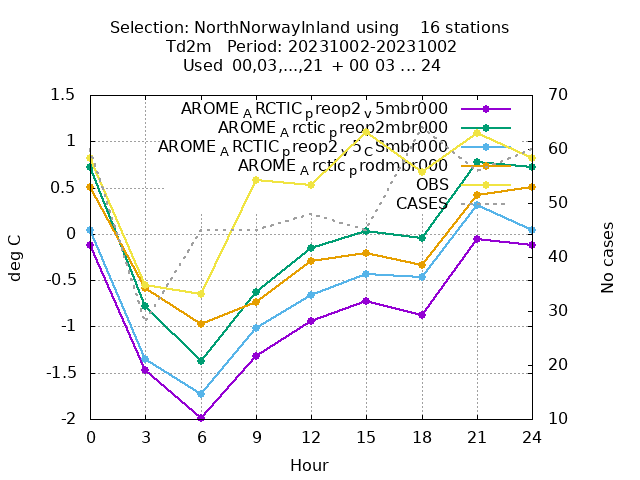 Selection: NorthNorwayInland using 16 stations
Td2m Period: 20231002-20231002
Used 00,03,...,21 + 00 03 ... 24
1.5
1
0.5
0
-0.5
-1
-1.5
-2
deg C
70
60
50
40
30
20
10
No cases
AROME_ARCTIC_preop2_v5mbr000
AROME_Arctic_preop2mbr000
AROME_ARCTIC_preop2_v5_CSmbr000
AROME_Arctic_prodmbr000
OBS
CASES
0 3 6 9 12 15 18 21 24
Hour